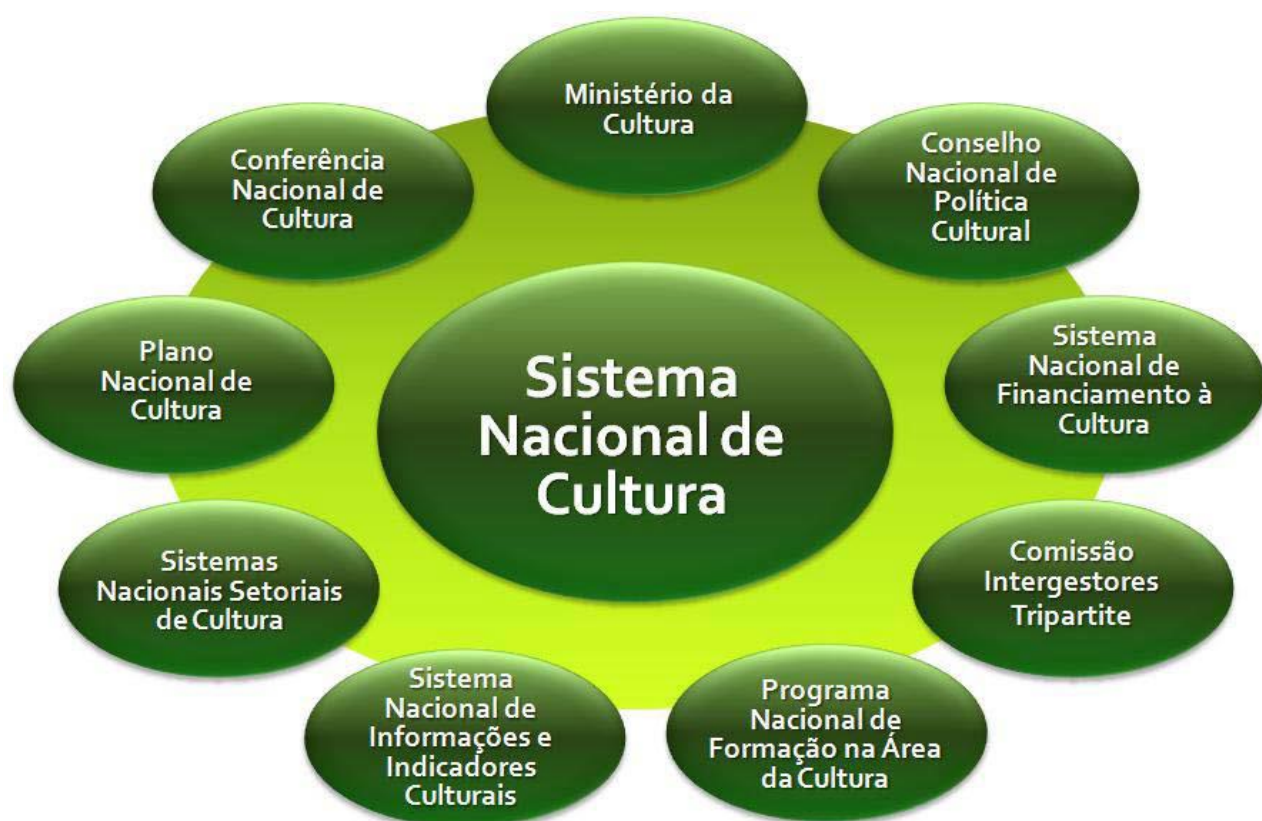 Ministério da
Cultura
Conselho
Nacional de
Política
Cultural
Sistema
Nacional de
Financiamento à
Cultura
Comissão
Intergestores
Tripartite
Programa
Nacional de
Formação na Área
da Cultura
Sistema
Nacional de
Informações e
Indicadores
Culturais
Sistemas
Nacionais Setoriais
de Cultura
Plano
Nacional de
Cultura
Conferência
Nacional de
Cultura
Sistema
Nacional de
Cultura